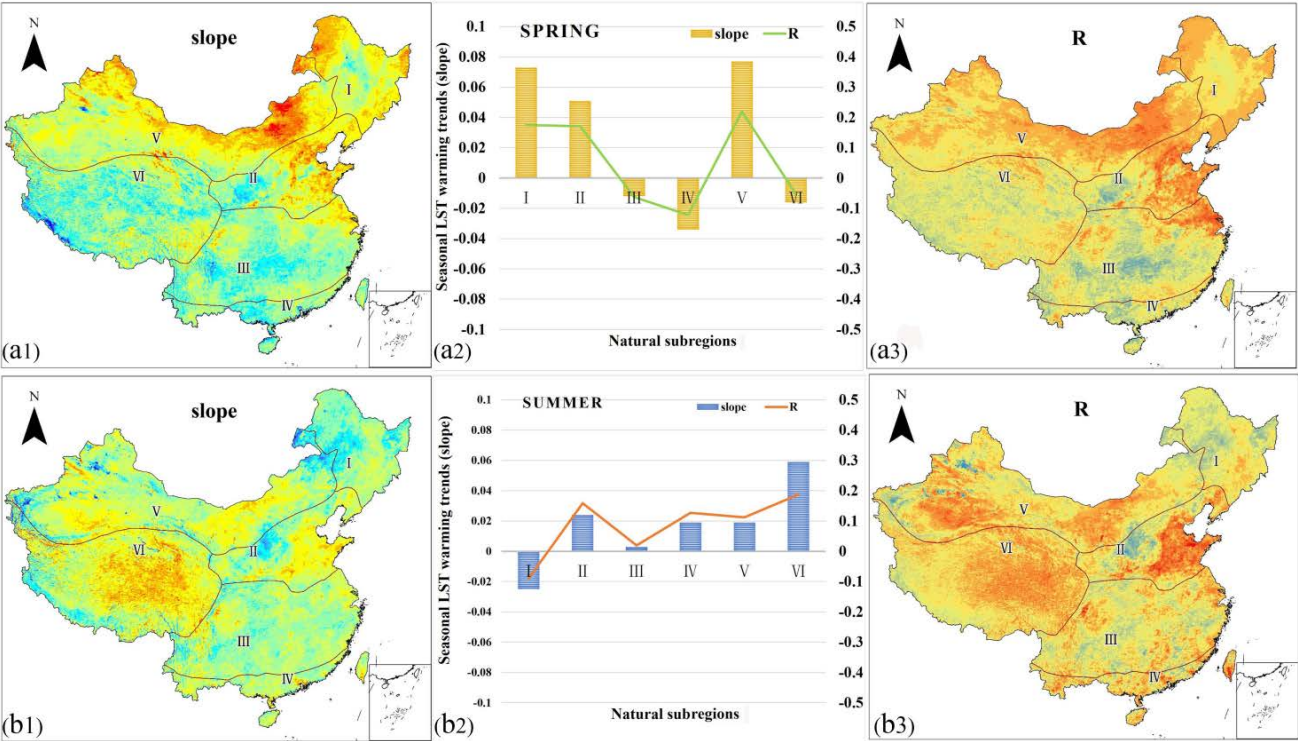 N
slope
I
II
III
IV
V
VI
(a1)
SPRING
slope
R
Seasonal LST warming trends (slope)
0.1
0.08
0.06
0.04
0.02
0
-0.02
-0.04
-0.06
-0.08
-0.1
0.5
0.4
0.3
0.2
0.1
0
-0.1
-0.2
-0.3
-0.4
-0.5
I II III IV V VI
Natural subregions
(a2)
N
R
I
II
III
IV
V
VI
(a3)
N
slope
I
II
III
IV
V
VI
(b1)
SUMMER
slope
R
Seasonal LST warming trends (slope)
0.1
0.08
0.06
0.04
0.02
0
-0.02
-0.04
-0.06
-0.08
-0.1
0.5
0.4
0.3
0.2
0.1
0
-0.1
-0.2
-0.3
-0.4
-0.5
I II III IV V VI
Natural subregions
(b2)
N
R
I
II
III
IV
V
VI
(b3)